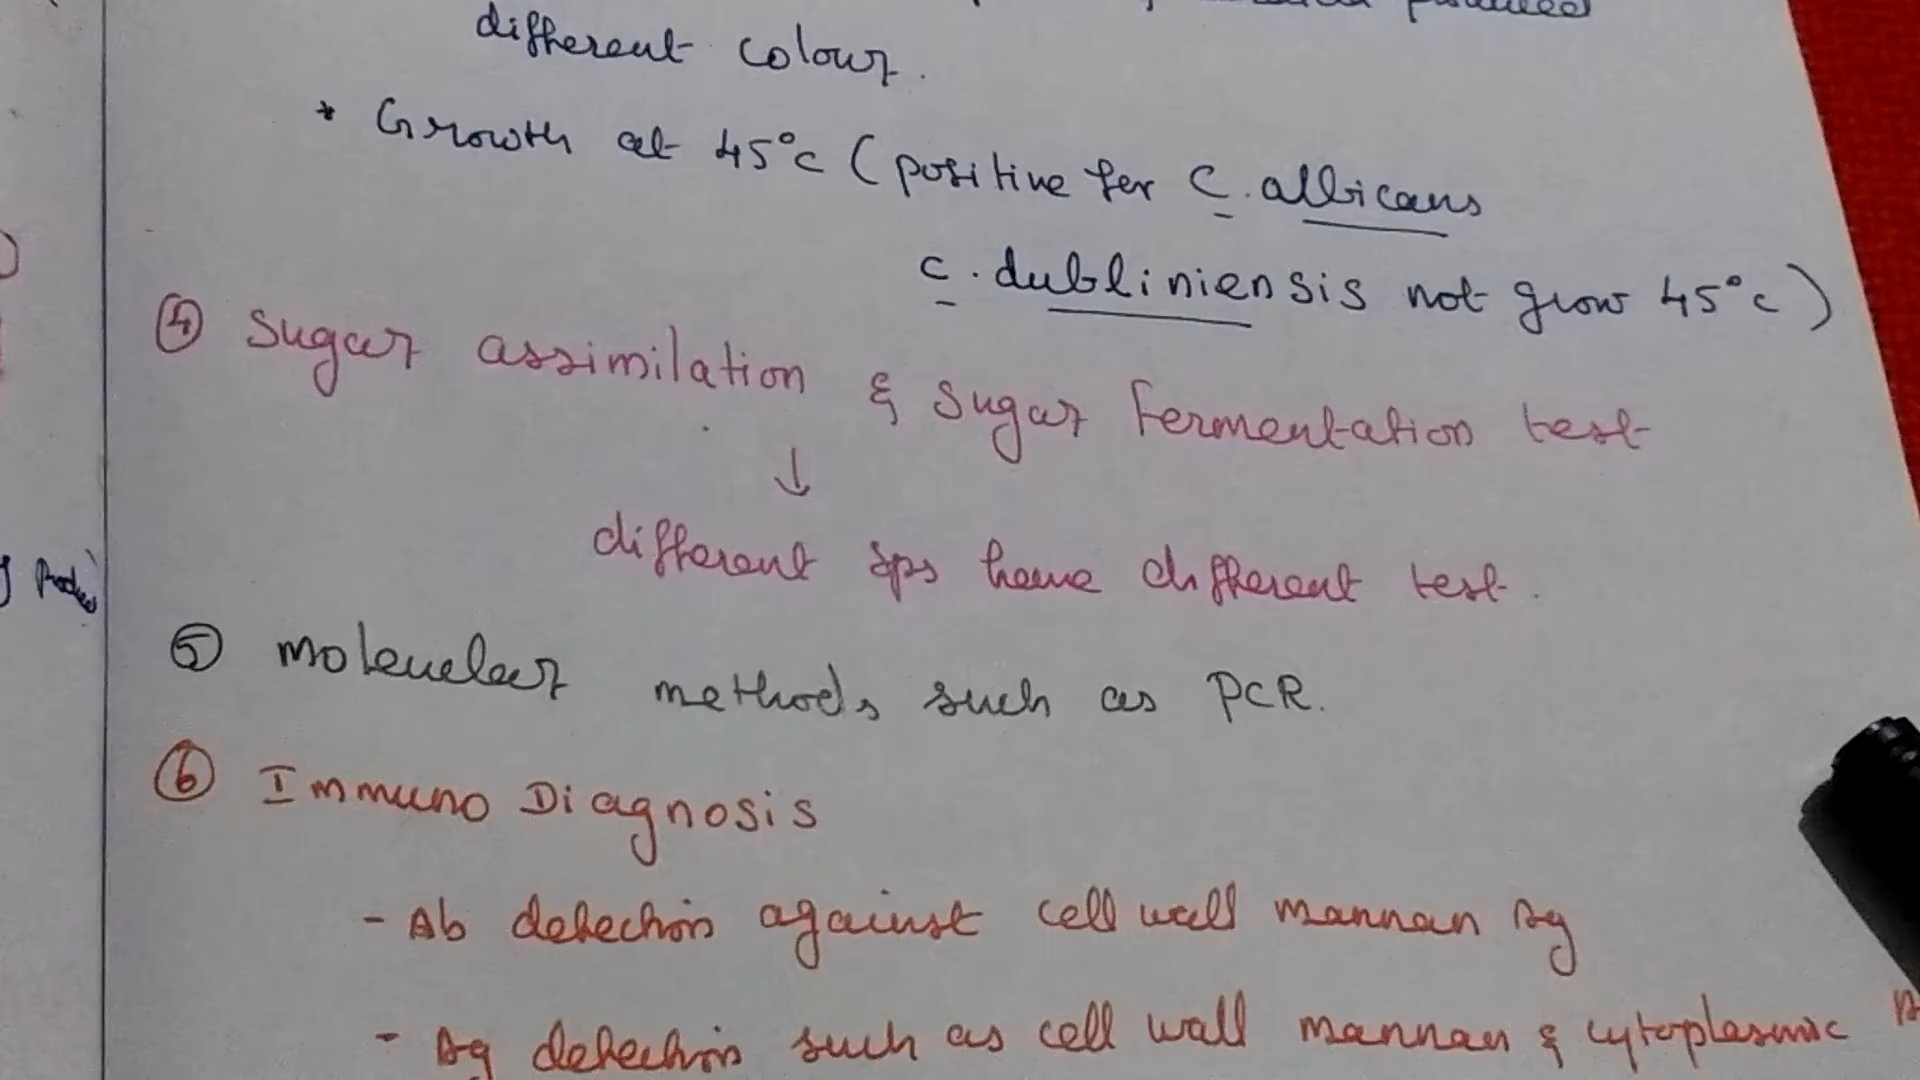 produced
different colour.
* Growth at 45°c (positive for C. albicans
C. dubliniensis not grow 45°c)
④ Sugar assimilation & Sugar Fermentation test
↓
different sps have different test.
⑤ Molecular methods such as PCR.
⑥ Immuno Diagnosis
- Ab detection against cell wall mannan Ag
- Ag detection such as cell wall mannan & cytoplasmic